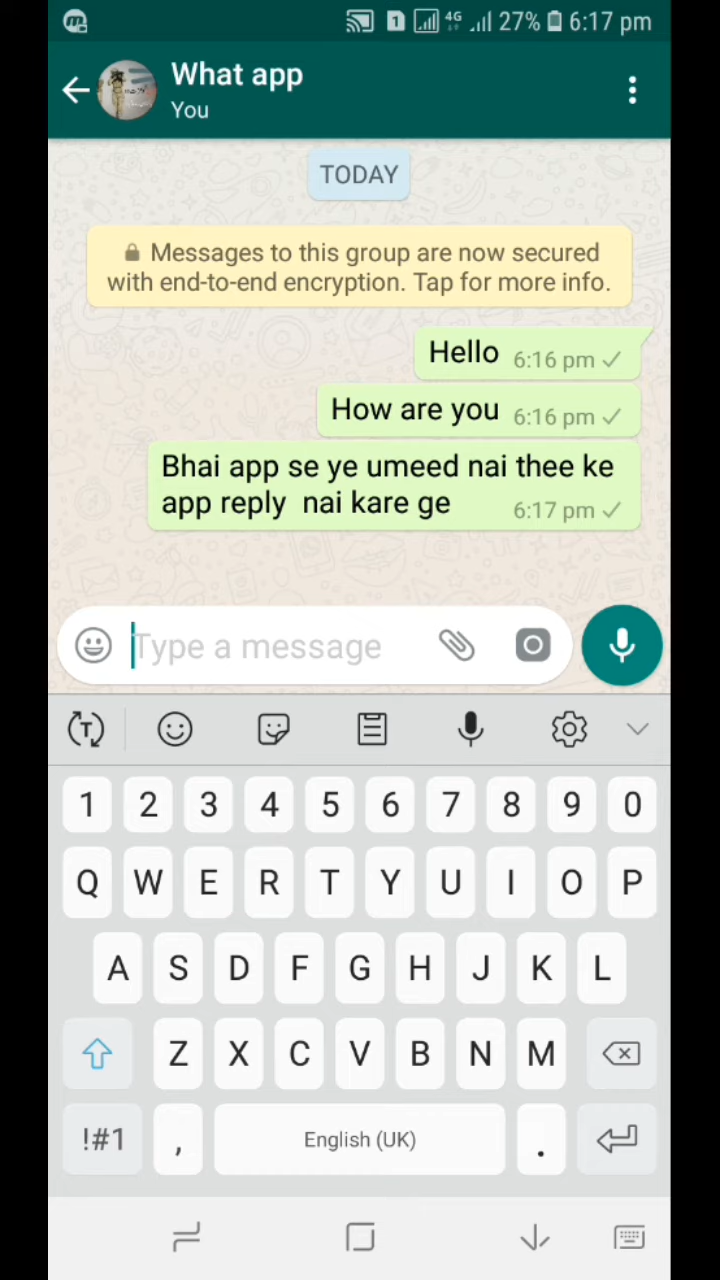 1 4G 27% 6:17 pm
What app
You
TODAY
Messages to this group are now secured
with end-to-end encryption. Tap for more info.
Hello 6:16 pm
How are you 6:16 pm
Bhai app se ye umeed nai thee ke
app reply nai kare ge 6:17 pm
Type a message
T
1 2 3 4 5 6 7 8 9 0
Q W E R T Y U I O P
A S D F G H J K L
Z X C V B N M
!#1 , English (UK) .